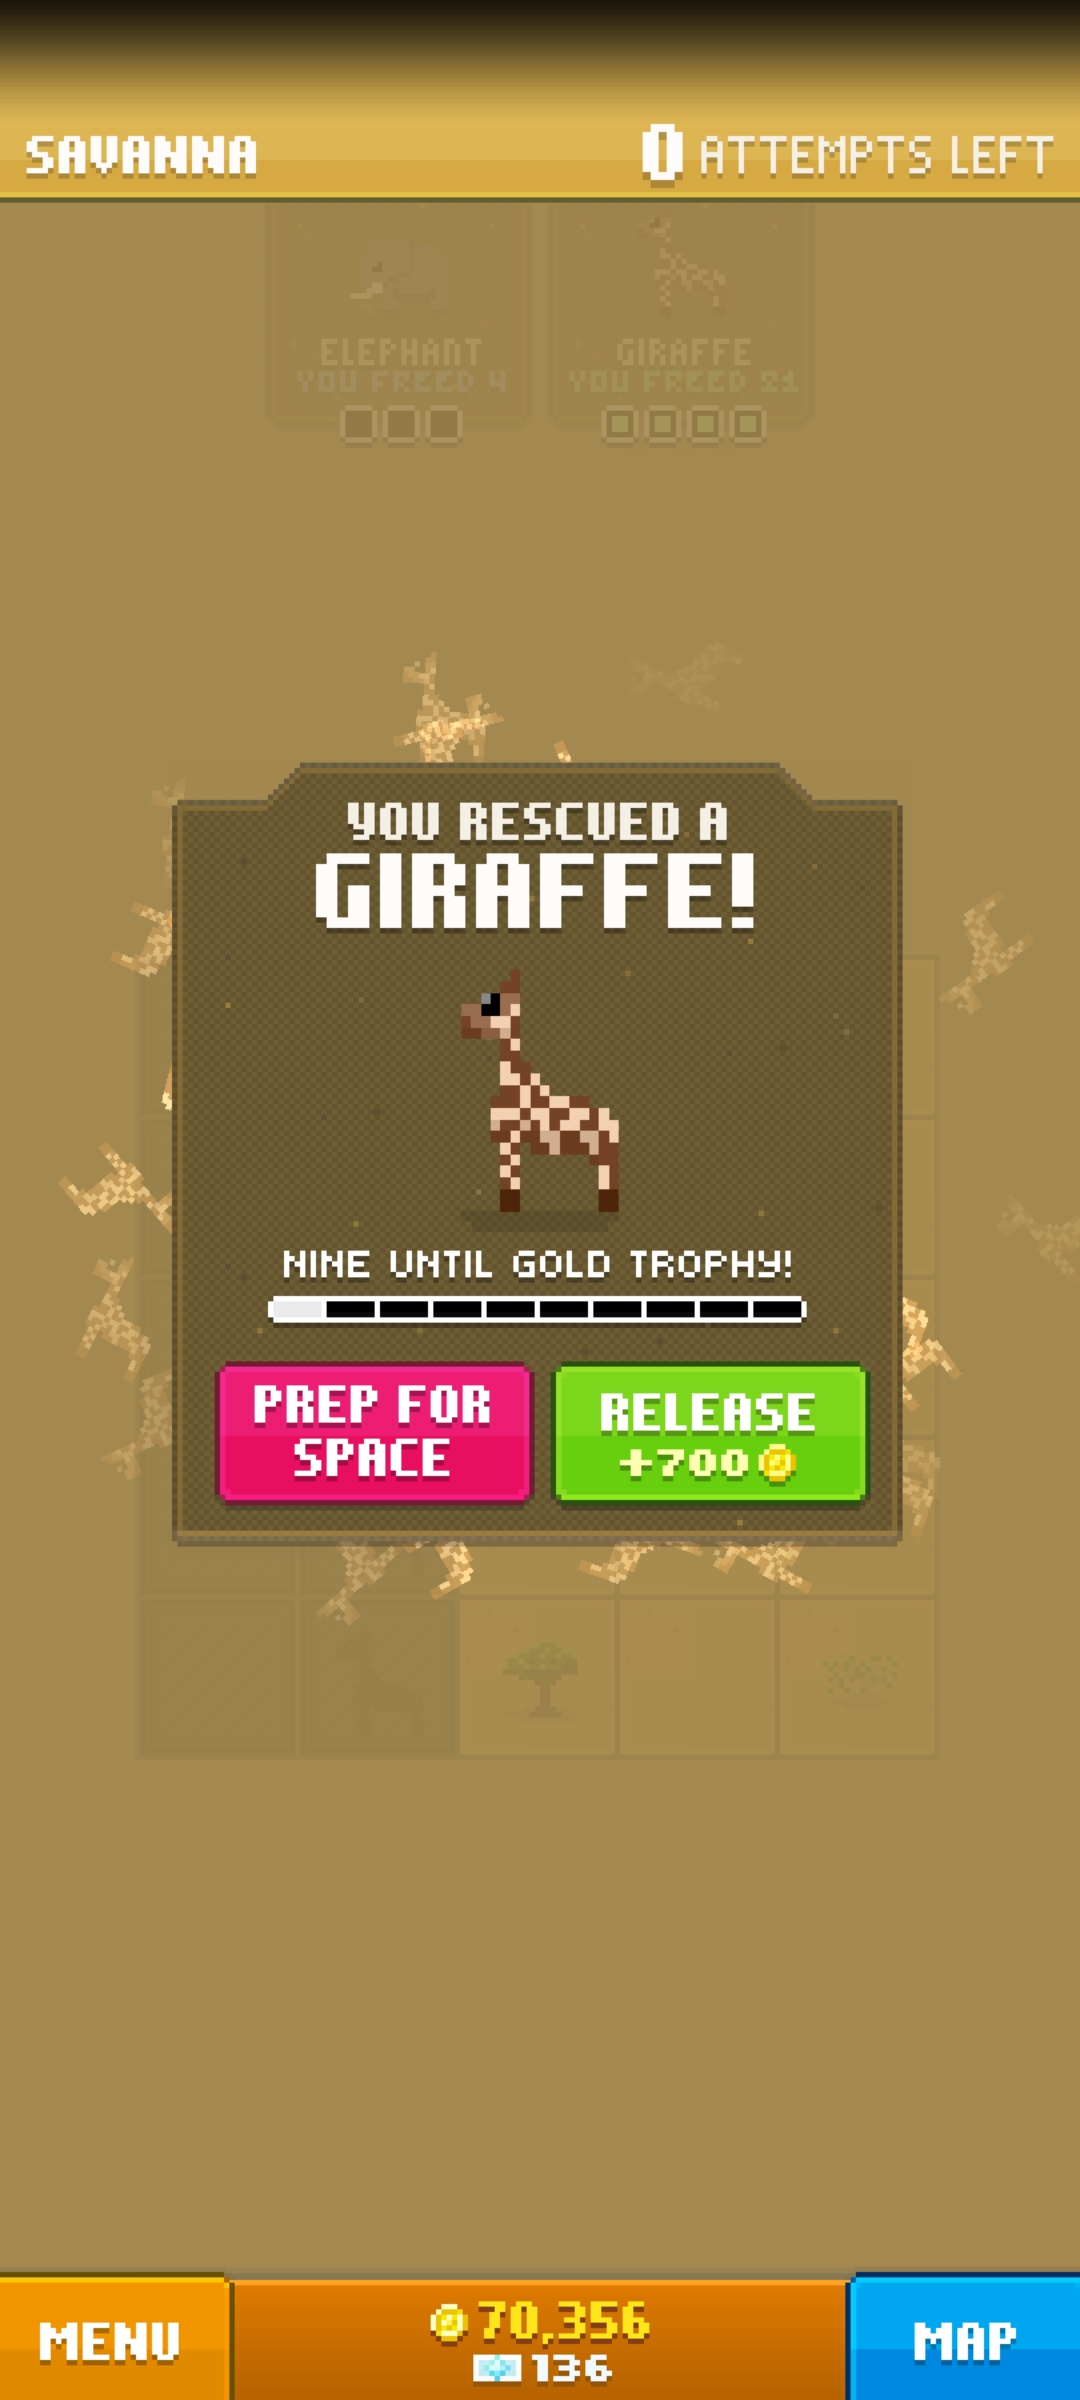 SAVANNA
0 ATTEMPTS LEFT
ELEPHANT
YOU FREED 4
GIRAFFE
YOU FREED 21
YOU RESCUED A
GIRAFFE!
NINE UNTIL GOLD TROPHY!
PREP FOR
SPACE
RELEASE
+700
MENU
70,356
136
MAP